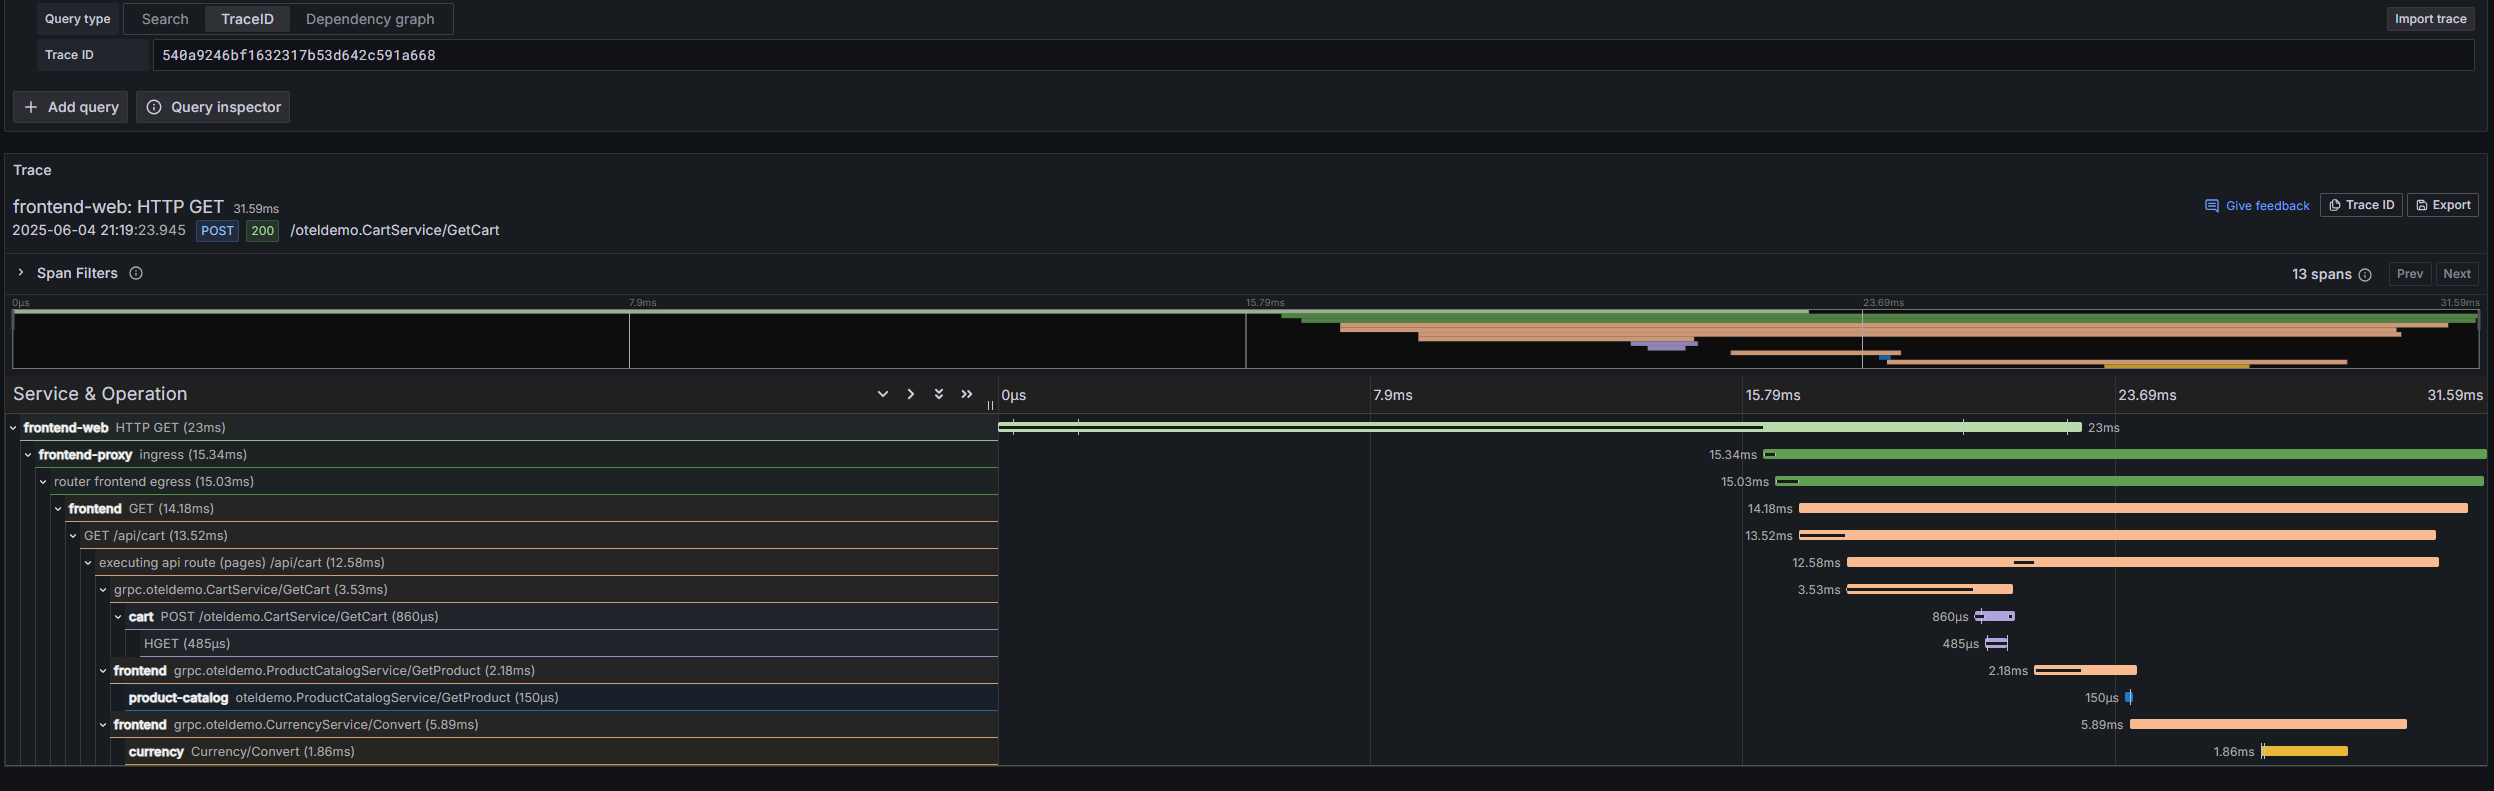 Query type Search TraceID Dependency graph Import trace
Trace ID 540a9246bf1632317b53d642c591a668
Add query Query inspector
Trace
frontend-web: HTTP GET 31.59ms
Give feedback Trace ID Export
2025-06-04 21:19:23.945 POST 200 /oteldemo.CartService/GetCart
Span Filters 13 spans Prev Next
0µs 7.9ms 15.79ms 23.69ms 31.59ms
Service & Operation 0µs 7.9ms 15.79ms 23.69ms 31.59ms
frontend-web HTTP GET (23ms) 23ms
frontend-proxy ingress (15.34ms) 15.34ms
router frontend egress (15.03ms) 15.03ms
frontend GET (14.18ms) 14.18ms
GET /api/cart (13.52ms) 13.52ms
executing api route (pages) /api/cart (12.58ms) 12.58ms
grpc.oteldemo.CartService/GetCart (3.53ms) 3.53ms
cart POST /oteldemo.CartService/GetCart (860µs) 860µs
HGET (485µs) 485µs
frontend grpc.oteldemo.ProductCatalogService/GetProduct (2.18ms) 2.18ms
product-catalog oteldemo.ProductCatalogService/GetProduct (150µs) 150µs
frontend grpc.oteldemo.CurrencyService/Convert (5.89ms) 5.89ms
currency Currency/Convert (1.86ms) 1.86ms